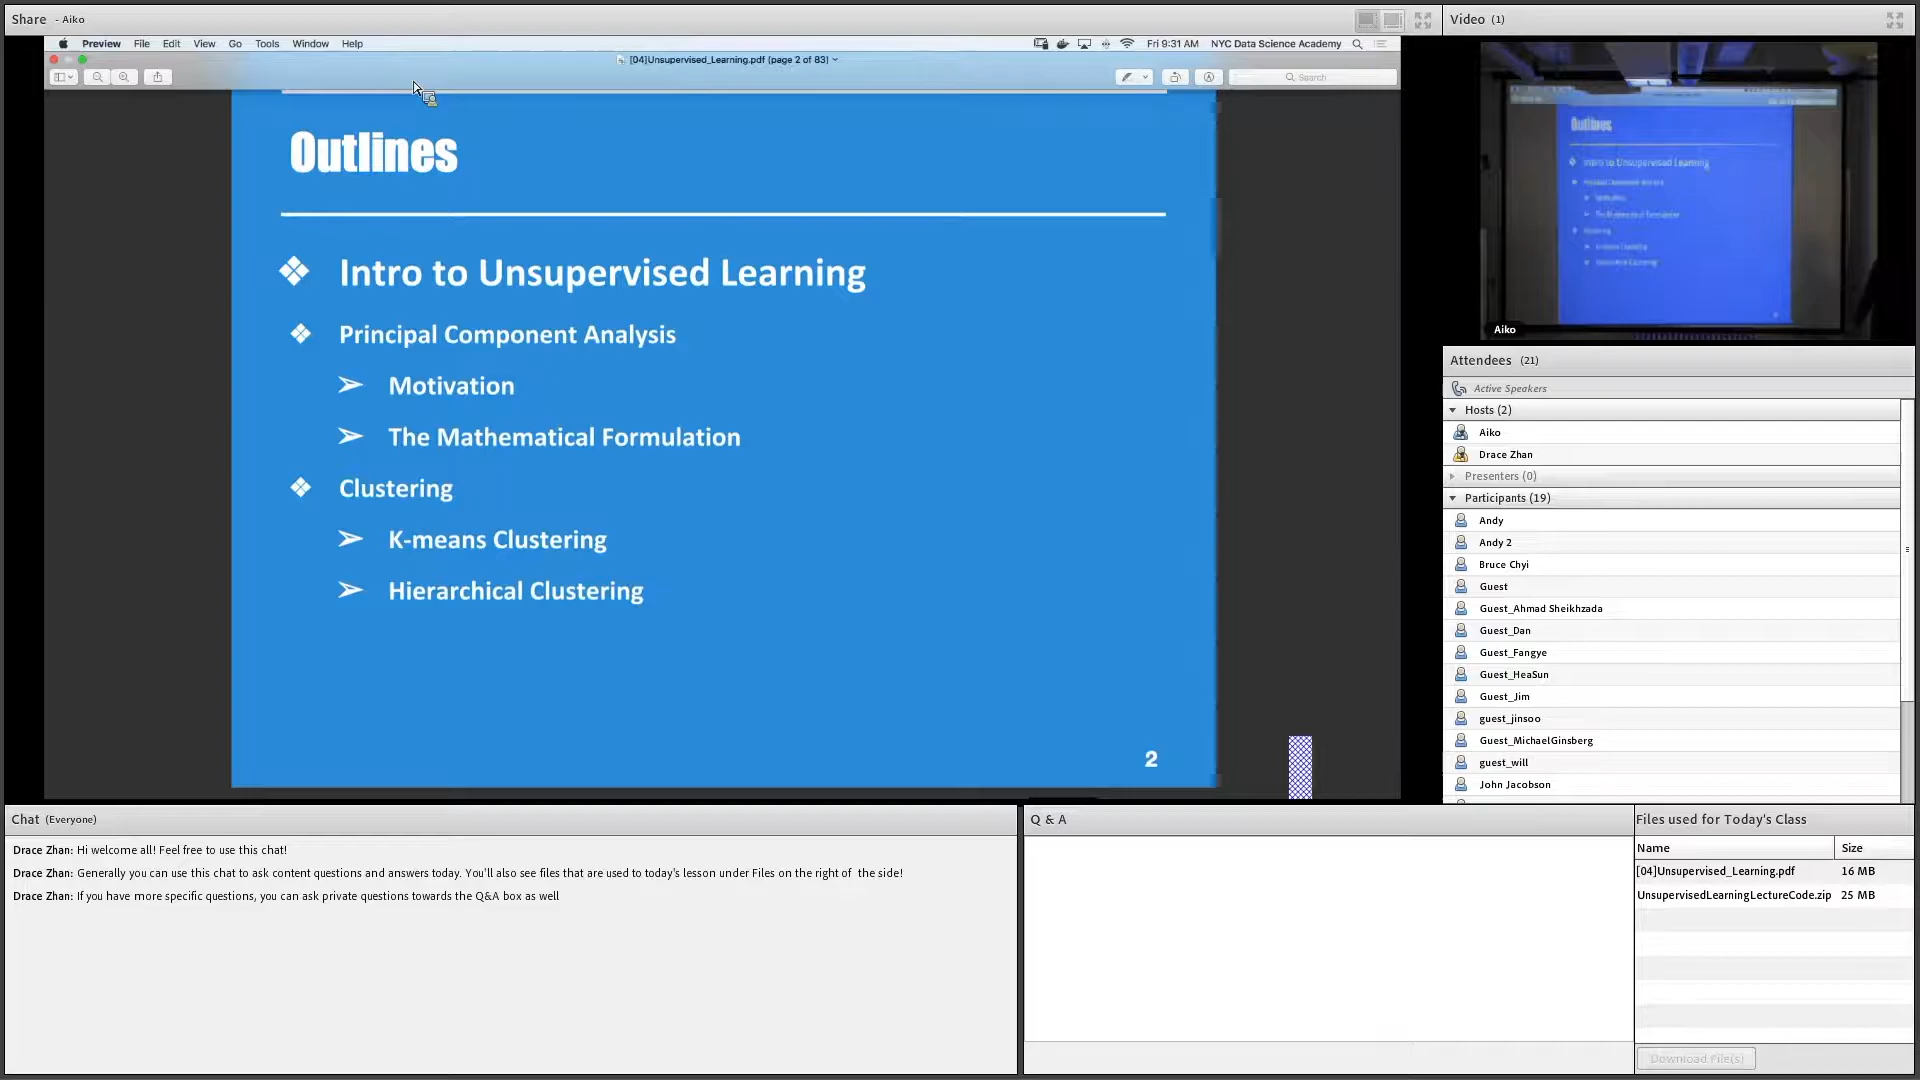 Share - Aiko
Preview File Edit View Go Tools Window Help
Fri 9:31 AM NYC Data Science Academy
[04]Unsupervised_Learning.pdf (page 2 of 83)
Search
Outlines
Intro to Unsupervised Learning
Principal Component Analysis
Motivation
The Mathematical Formulation
Clustering
K-means Clustering
Hierarchical Clustering
2
Video (1)
Outlines
Intro to Unsupervised Learning
Aiko
Attendees (21)
Active Speakers
Hosts (2)
Aiko
Drace Zhan
Presenters (0)
Participants (19)
Andy
Andy 2
Bruce Chyi
Guest
Guest_Ahmad Sheikhzada
Guest_Dan
Guest_Fangye
Guest_HeaSun
Guest_Jim
guest_jinsoo
Guest_MichaelGinsberg
guest_will
John Jacobson
Chat (Everyone)
Drace Zhan: Hi welcome all! Feel free to use this chat!
Drace Zhan: Generally you can use this chat to ask content questions and answers today. You'll also see files that are used to today's lesson under Files on the right of the side!
Drace Zhan: If you have more specific questions, you can ask private questions towards the Q&A box as well
Q & A
Files used for Today's Class
Name Size
[04]Unsupervised_Learning.pdf 16 MB
UnsupervisedLearningLectureCode.zip 25 MB
Download File(s)